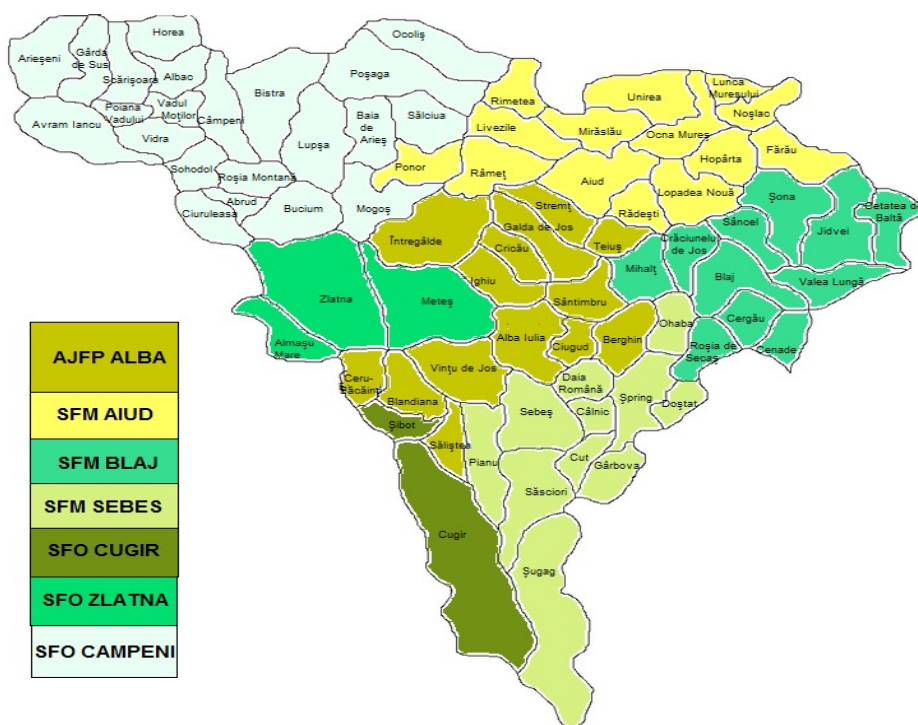 Horea
Ocoliş
Arieşeni
Gârda
de Sus
Scărişoara
Albac
Poşaga
Bistra
Rimetea
Unirea
Lunca
Mureşului
Noşlac
Poiana
Vadului
Vadul
Moţilor
Câmpeni
Baia
de
Arieş
Sălciua
Avram Iancu
Vidra
Lupşa
Livezile
Mirăslău
Ocna Mureş
Fărău
Hopârta
Sohodol
Roşia Montană
Ponor
Râmeţ
Aiud
Lopadea Nouă
Abrud
Ciuruleasa
Bucium
Mogoş
Stremţ
Rădeşti
Şona
Cetatea de
Baltă
Întregâlde
Galda de Jos
Cricău
Teiuş
Crăciunelu
de Jos
Sâncel
Jidvei
Mihalţ
Blaj
Valea Lungă
Zlatna
Meteş
Ighiu
Sântimbru
Ohaba
Cergău
Almaşu
Mare
Alba Iulia
Ciugud
Berghin
Roşia de
Secaş
Cenade
Ceru-
Băcăinţi
Blandiana
Vinţu de Jos
Daia
Română
Şpring
Doştat
Şibot
Săliştea
Pianu
Sebeş
Câlnic
Cut
Gârbova
Săsciori
Cugir
Şugag
AJFP ALBA
SFM AIUD
SFM BLAJ
SFM SEBES
SFO CUGIR
SFO ZLATNA
SFO CAMPENI